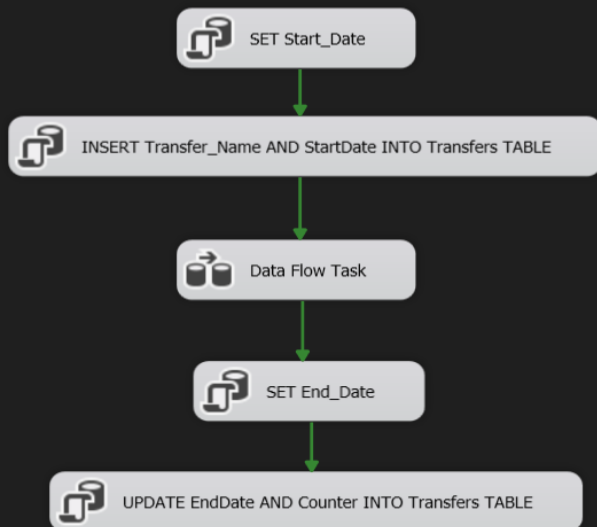 SET Start_Date
INSERT Transfer_Name AND StartDate INTO Transfers TABLE
Data Flow Task
SET End_Date
UPDATE EndDate AND Counter INTO Transfers TABLE